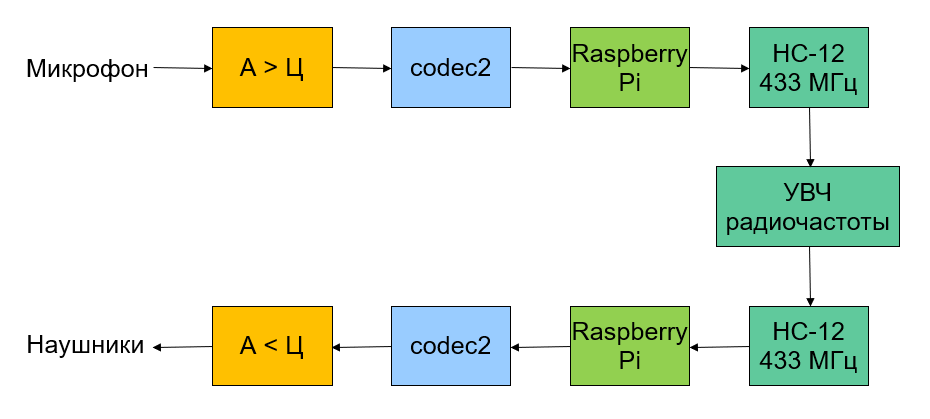 Микрофон
А > Ц
codec2
Raspberry
Pi
HC-12
433 МГц
УВЧ
радиочастоты
Наушники
А < Ц
codec2
Raspberry
Pi
HC-12
433 МГц